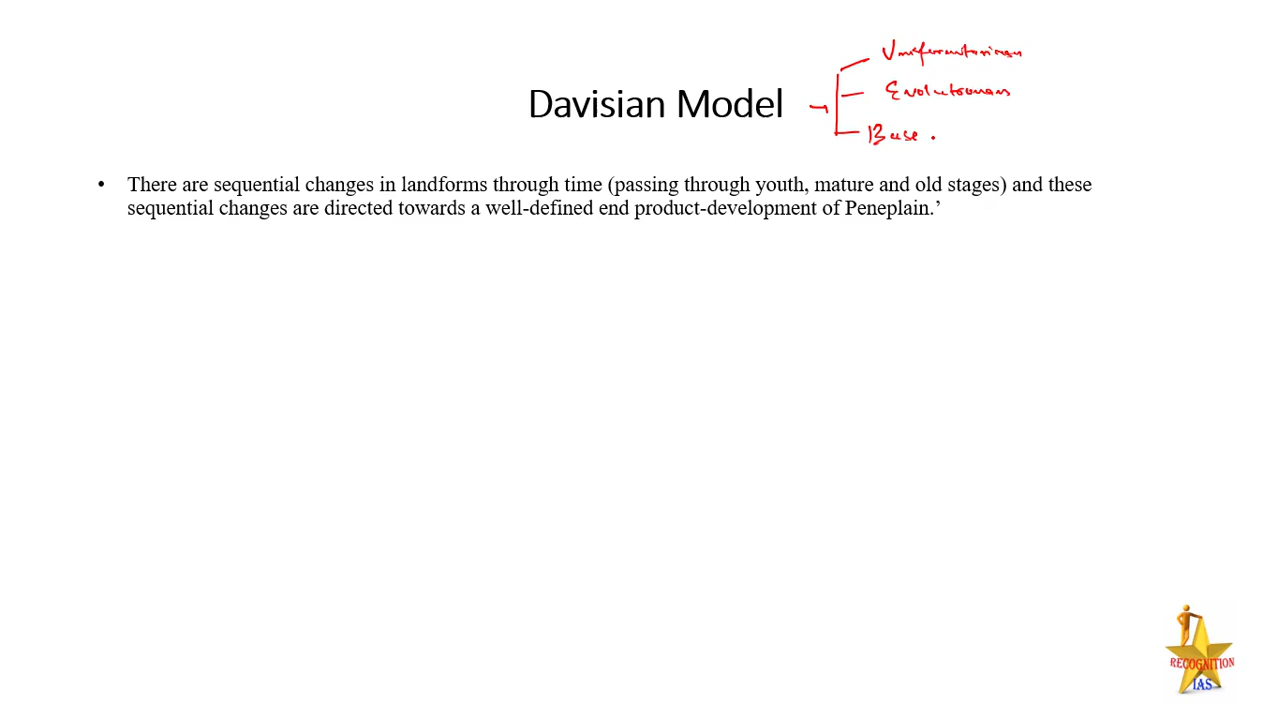 Uniformitarian
Davisian Model
Evolutionary
Base .
• There are sequential changes in landforms through time (passing through youth, mature and old stages) and these
sequential changes are directed towards a well-defined end product-development of Peneplain.’
RECOGNITION
IAS